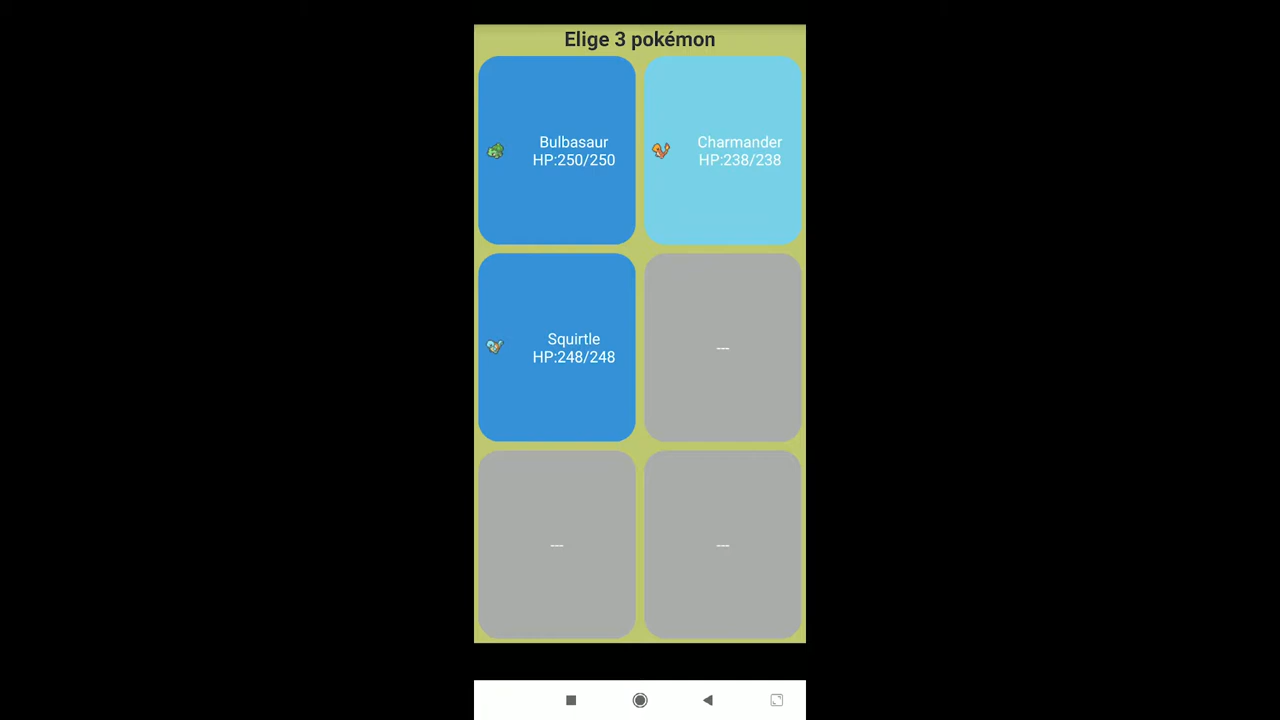 Elige 3 pokémon
Bulbasaur
HP:250/250
Charmander
HP:238/238
Squirtle
HP:248/248
---
---
---